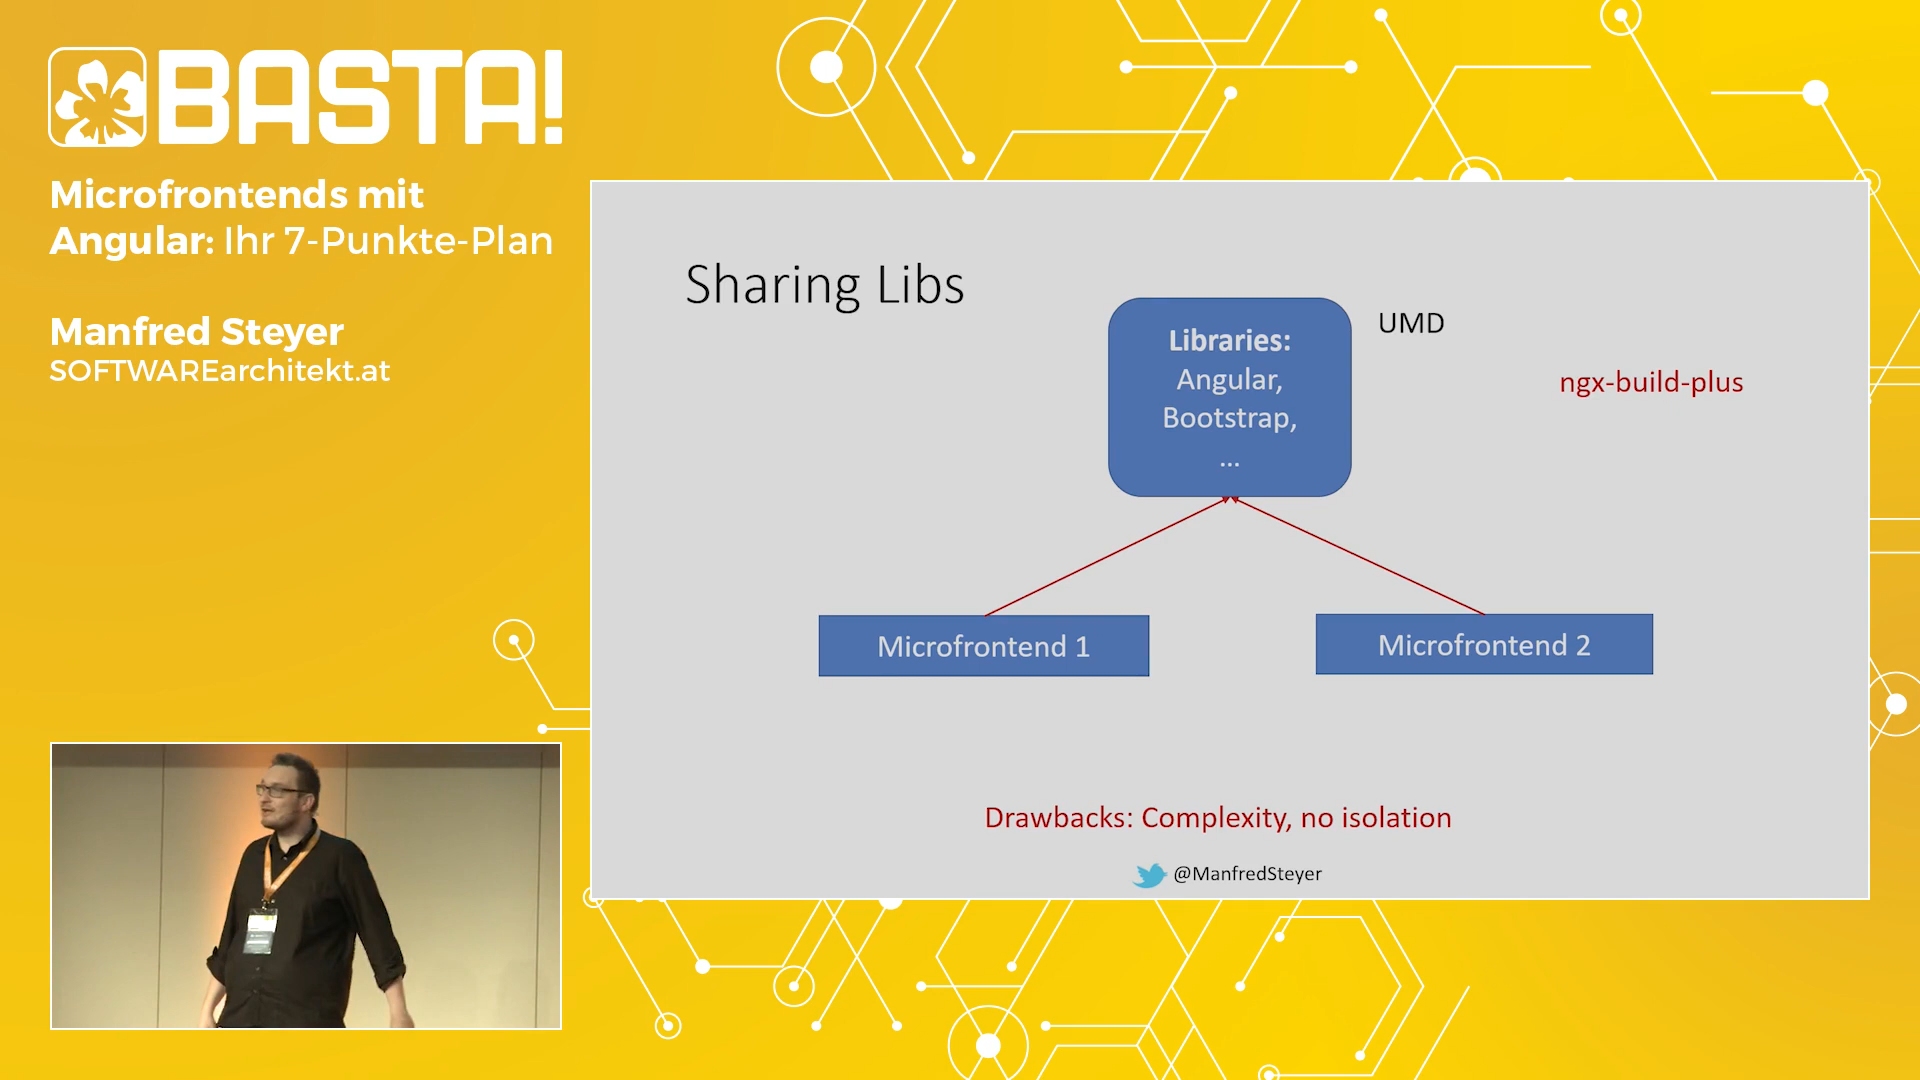 BASTA!
Microfrontends mit
Angular: Ihr 7-Punkte-Plan
Manfred Steyer
SOFTWAREarchitekt.at
Sharing Libs
Libraries:
Angular,
Bootstrap,
...
UMD
ngx-build-plus
Microfrontend 1
Microfrontend 2
Drawbacks: Complexity, no isolation
@ManfredSteyer